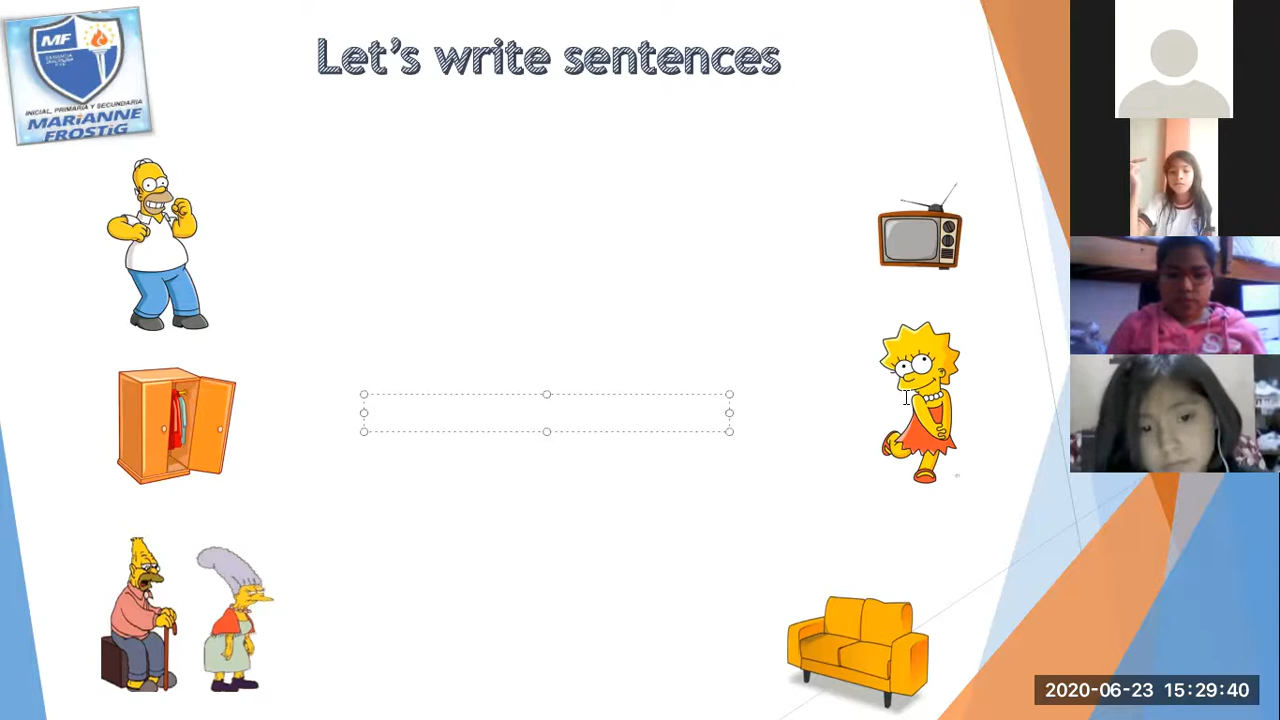 Let's write sentences
MF
INICIAL, PRIMARIA Y SECUNDARIA
MARIANNE
FROSTIG
2020-06-23 15:29:40